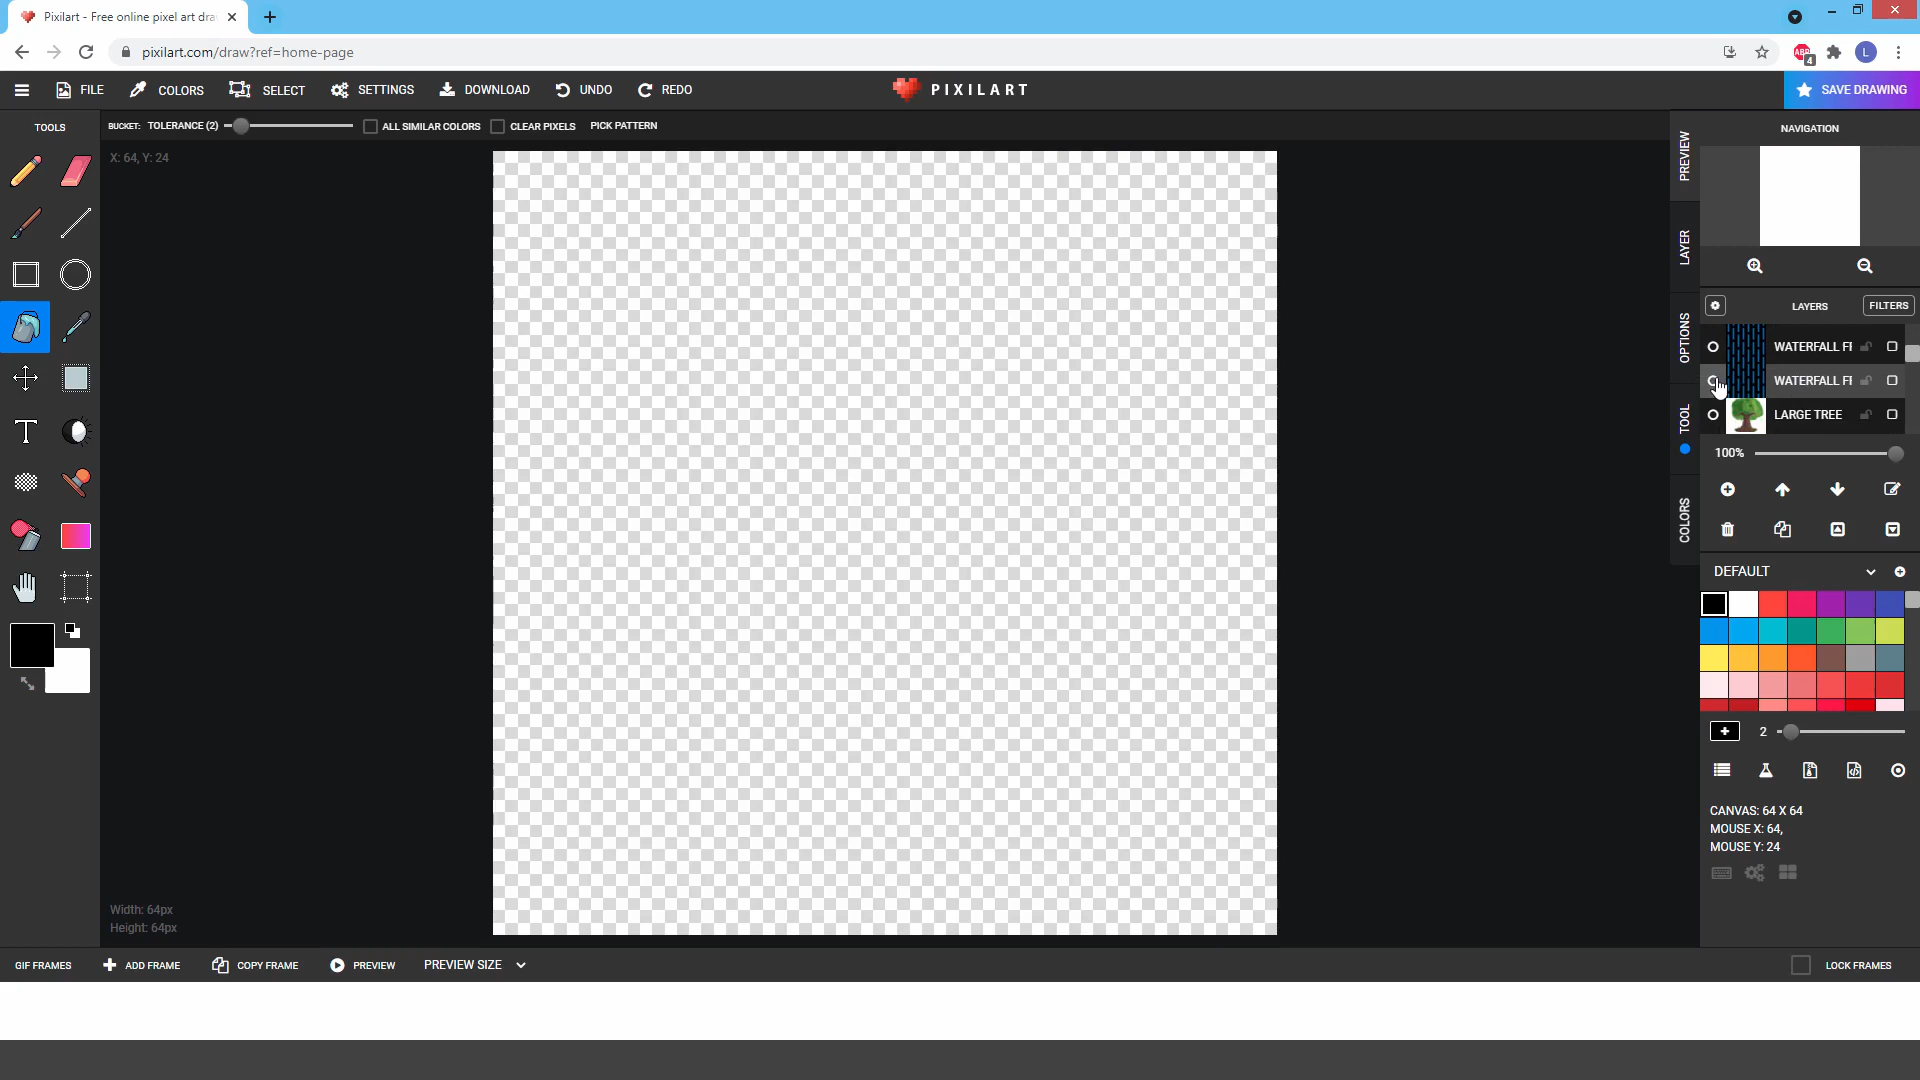 Pixilart - Free online pixel art dra
pixilart.com/draw?ref=home-page
ABP
4
L
FILE
COLORS
SELECT
SETTINGS
DOWNLOAD
UNDO
REDO
PIXILART
SAVE DRAWING
TOOLS
BUCKET: TOLERANCE (2)
ALL SIMILAR COLORS
CLEAR PIXELS
PICK PATTERN
X: 64, Y: 24
PREVIEW
LAYER
OPTIONS
TOOL
COLORS
NAVIGATION
LAYERS
FILTERS
WATERFALL FI
WATERFALL FI
LARGE TREE
100%
DEFAULT
2
CANVAS: 64 X 64
MOUSE X: 64,
MOUSE Y: 24
Width: 64px
Height: 64px
GIF FRAMES
ADD FRAME
COPY FRAME
PREVIEW
PREVIEW SIZE
LOCK FRAMES